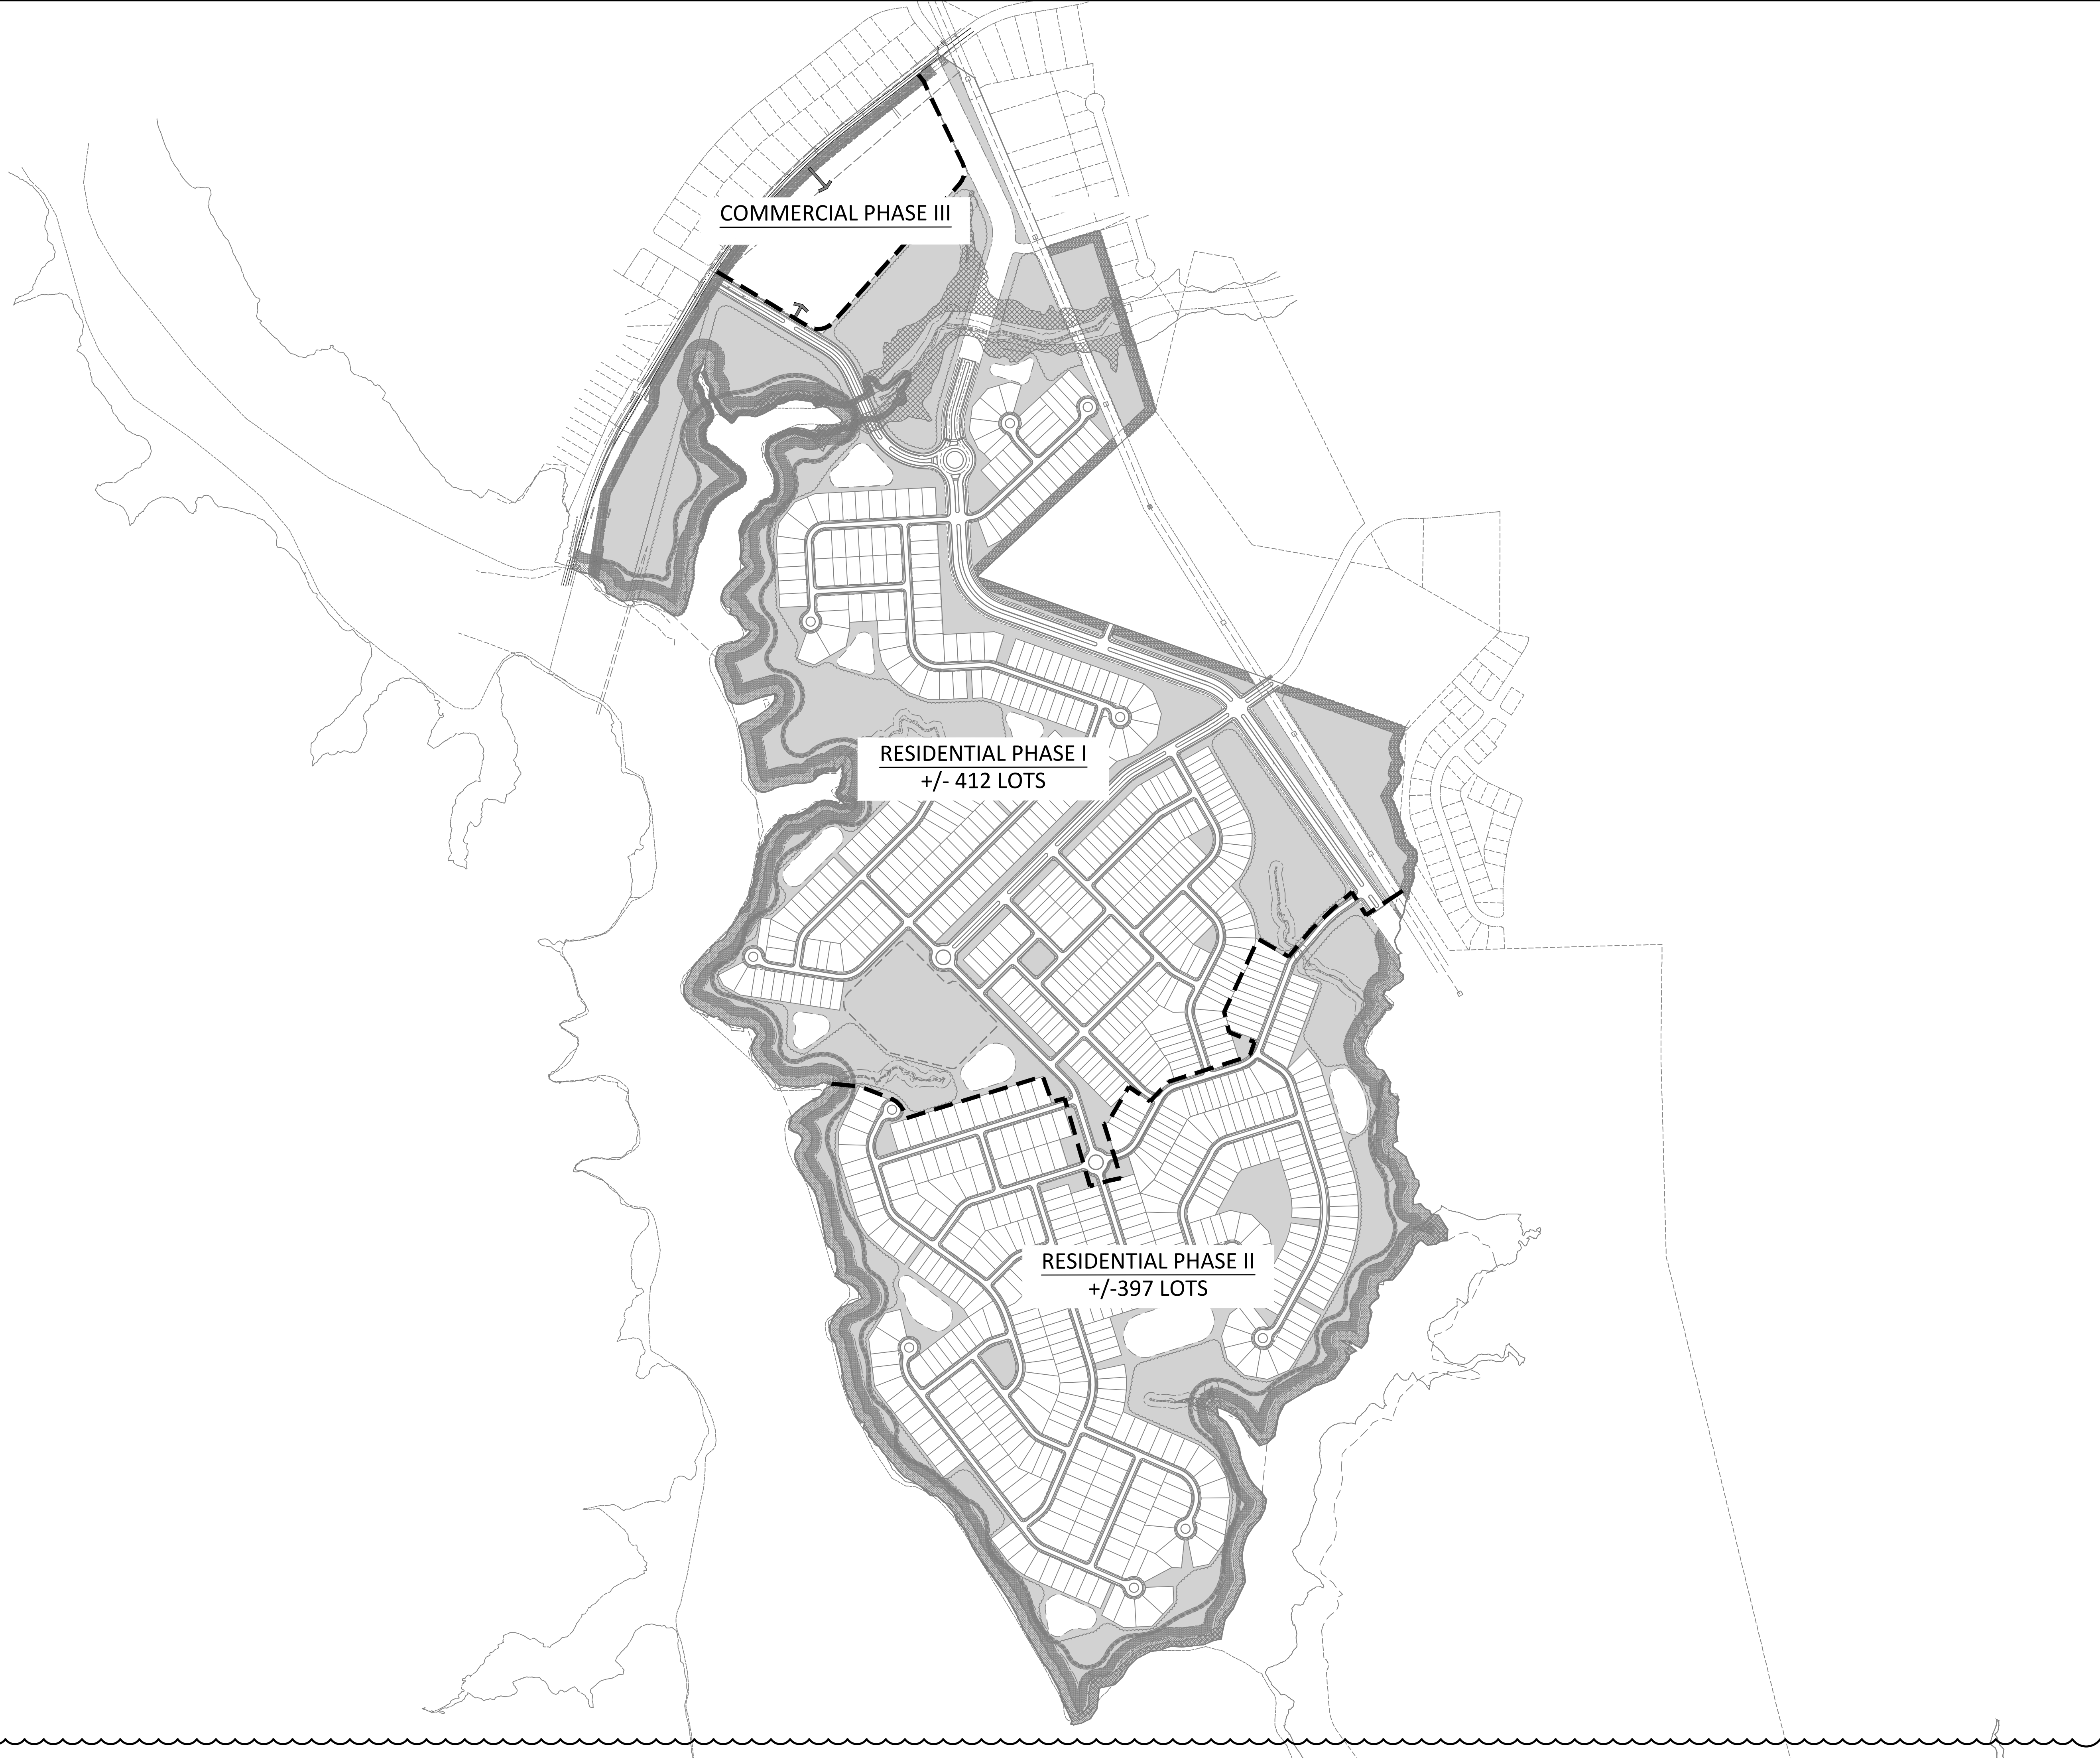 COMMERCIAL PHASE III
RESIDENTIAL PHASE I
+/- 412 LOTS
RESIDENTIAL PHASE II
+/-397 LOTS